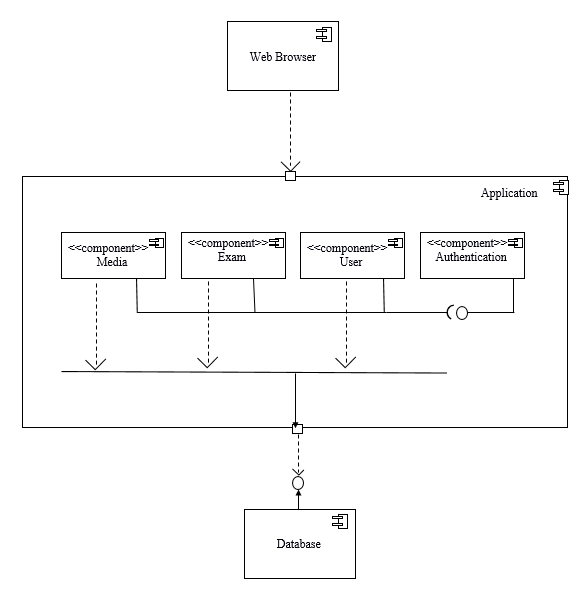 Web Browser
Application
<<component>>
Media
<<component>>
Exam
<<component>>
User
<<component>>
Authentication
Database